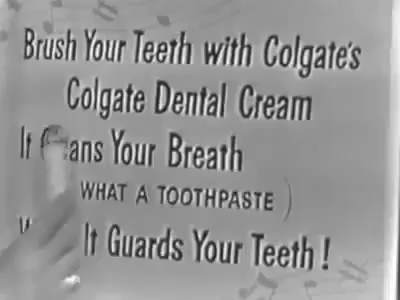 Brush Your Teeth with Colgate's
Colgate Dental Cream
It Your Breath
WHAT A TOOTHPASTE )
It Guards Your Teeth!